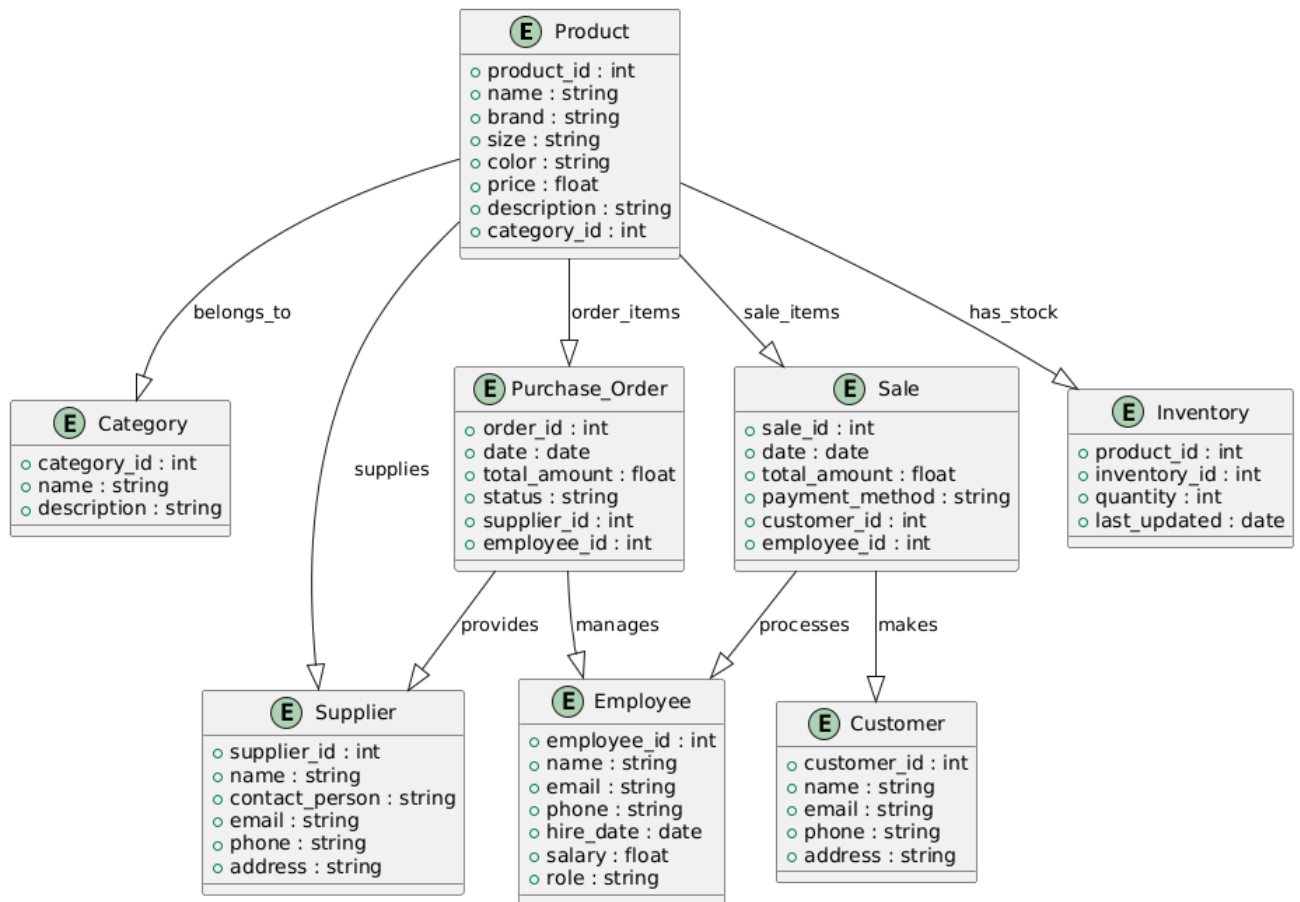 E Product
product_id : int
name : string
brand : string
size : string
color : string
price : float
description : string
category_id : int
belongs_to
order_items
sale_items
has_stock
E Category
category_id : int
name : string
description : string
supplies
E Purchase_Order
order_id : int
date : date
total_amount : float
status : string
supplier_id : int
employee_id : int
E Sale
sale_id : int
date : date
total_amount : float
payment_method : string
customer_id : int
employee_id : int
E Inventory
product_id : int
inventory_id : int
quantity : int
last_updated : date
provides
manages
processes
makes
E Supplier
supplier_id : int
name : string
contact_person : string
email : string
phone : string
address : string
E Employee
employee_id : int
name : string
email : string
phone : string
hire_date : date
salary : float
role : string
E Customer
customer_id : int
name : string
email : string
phone : string
address : string